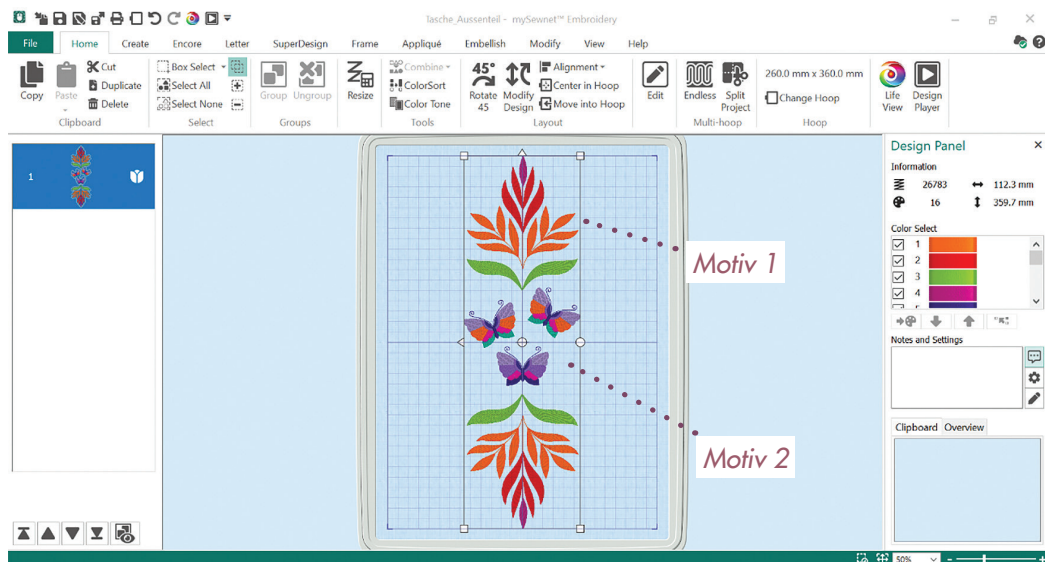 Tasche_Aussenteil - mySewnet™ Embroidery
File Home Create Encore Letter SuperDesign Frame Appliqué Embellish Modify View Help
Copy
Paste
Cut
Duplicate
Delete
Clipboard
Box Select
Select All
Select None
Select
Group
Ungroup
Groups
Resize
Combine
ColorSort
Color Tone
Tools
45°
Rotate
45
Modify
Design
Alignment
Center in Hoop
Move into Hoop
Layout
Edit
Endless
Split
Project
Multi-hoop
260.0 mm x 360.0 mm
Change Hoop
Hoop
Life
View
Design
Player
1
Motiv 1
Motiv 2
Design Panel
Information
26783 112.3 mm
16 359.7 mm
Color Select
1
2
3
4
Notes and Settings
Clipboard Overview
50%